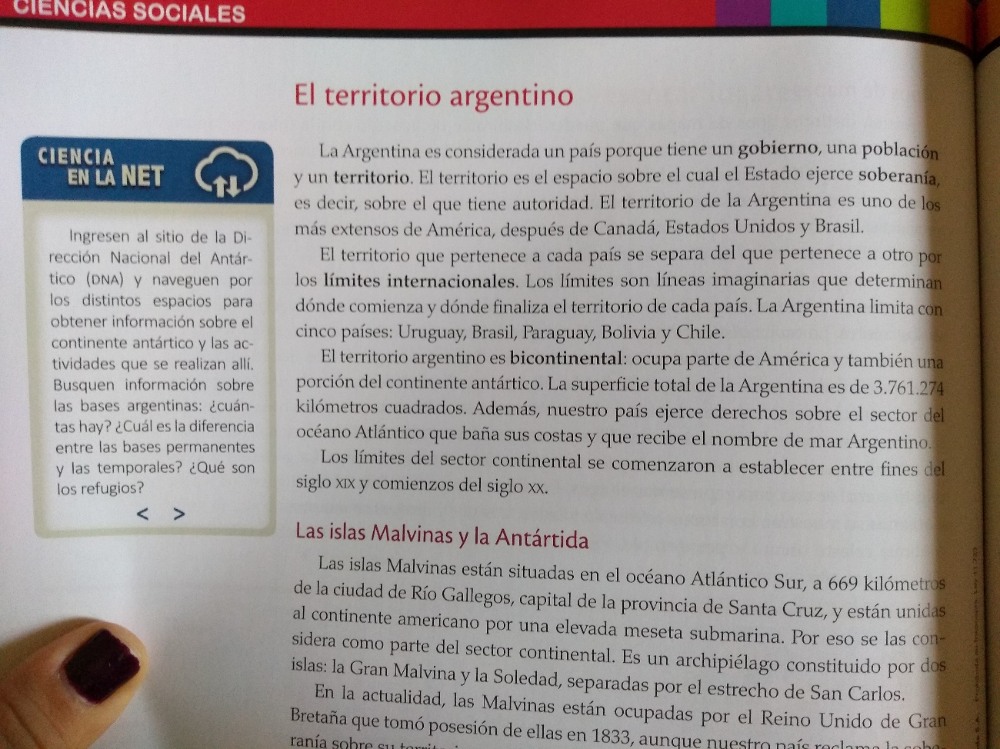 CIENCIAS SOCIALES
El territorio argentino
CIENCIA
EN LA NET
Ingresen al sitio de la Di-
rección Nacional del Antár-
tico (DNA) y naveguen por
los distintos espacios para
obtener información sobre el
continente antártico y las ac-
tividades que se realizan allí.
Busquen información sobre
las bases argentinas: ¿cuán-
tas hay? ¿Cuál es la diferencia
entre las bases permanentes
y las temporales? ¿Qué son
los refugios?
< >
La Argentina es considerada un país porque tiene un gobierno, una población
y un territorio. El territorio es el espacio sobre el cual el Estado ejerce soberanía,
es decir, sobre el que tiene autoridad. El territorio de la Argentina es uno de los
más extensos de América, después de Canadá, Estados Unidos y Brasil.
El territorio que pertenece a cada país se separa del que pertenece a otro por
los límites internacionales. Los límites son líneas imaginarias que determinan
dónde comienza y dónde finaliza el territorio de cada país. La Argentina limita con
cinco países: Uruguay, Brasil, Paraguay, Bolivia y Chile.
El territorio argentino es bicontinental: ocupa parte de América y también una
porción del continente antártico. La superficie total de la Argentina es de 3.761.274
kilómetros cuadrados. Además, nuestro país ejerce derechos sobre el sector del
océano Atlántico que baña sus costas y que recibe el nombre de mar Argentino.
Los límites del sector continental se comenzaron a establecer entre fines del
siglo XIX y comienzos del siglo XX.
Las islas Malvinas y la Antártida
Las islas Malvinas están situadas en el océano Atlántico Sur, a 669 kilómetros
de la ciudad de Río Gallegos, capital de la provincia de Santa Cruz, y están unidas
al continente americano por una elevada meseta submarina. Por eso se las con-
sidera como parte del sector continental. Es un archipiélago constituido por dos
islas: la Gran Malvina y la Soledad, separadas por el estrecho de San Carlos.
En la actualidad, las Malvinas están ocupadas por el Reino Unido de Gran
Bretaña que tomó posesión de ellas en 1833, aunque nuestro país reclama la sobe-
ranía sobre su